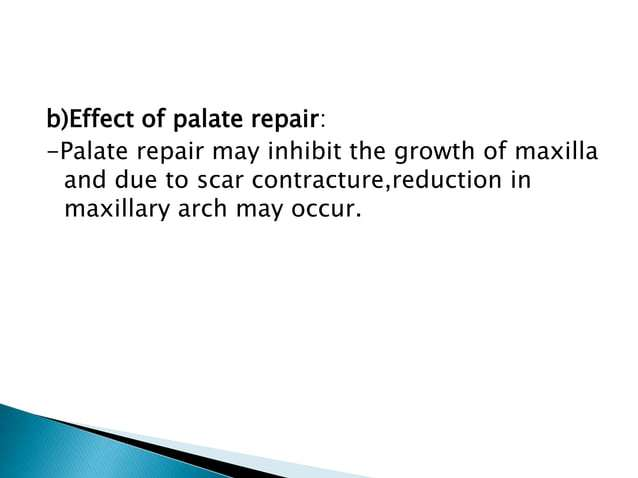 b)Effect of palate repair:
-Palate repair may inhibit the growth of maxilla
and due to scar contracture,reduction in
maxillary arch may occur.